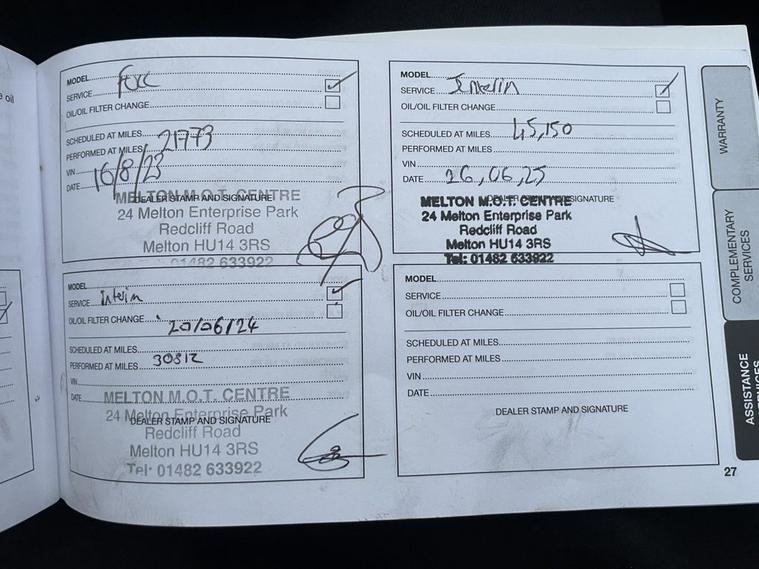 e oil
MODEL
SERVICE
OIL/OIL FILTER CHANGE
SCHEDULED AT MILES
PERFORMED AT MILES 21773
VIN
DATE 16/8/23
MELTON M.O.T. CENTRE
DEALER STAMP AND SIGNATURE
24 Melton Enterprise Park
Redcliff Road
Melton HU14 3RS
01482 633922
MODEL
SERVICE interim
OIL/OIL FILTER CHANGE 20/06/24
SCHEDULED AT MILES
PERFORMED AT MILES 30812
VIN
DATE
MELTON M.O.T. CENTRE
24 Melton Enterprise Park
DEALER STAMP AND SIGNATURE
Redcliff Road
Melton HU14 3RS
Tel: 01482 633922
MODEL
SERVICE
OIL/OIL FILTER CHANGE
SCHEDULED AT MILES 45,150
PERFORMED AT MILES
VIN
DATE 26,06,25
DEALER SIGNATURE
MELTON M.O.T. CENTRE
24 Melton Enterprise Park
Redcliff Road
Melton HU14 3RS
Tel: 01482 633922
MODEL
SERVICE
OIL/OIL FILTER CHANGE
SCHEDULED AT MILES
PERFORMED AT MILES
VIN
DATE
DEALER STAMP AND SIGNATURE
27
WARRANTY
COMPLEMENTARY
SERVICES
ASSISTANCE